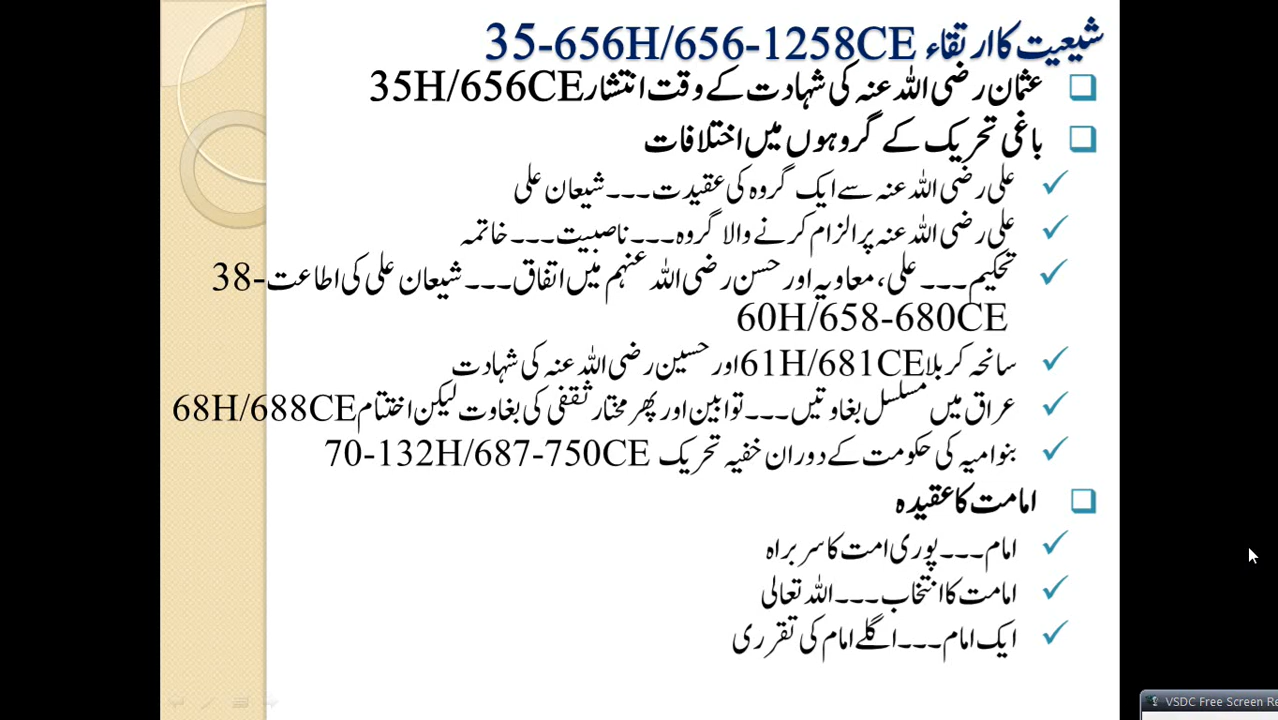 شیعیت کا ارتقاء 35-656H/656-1258CE
عثمان رضی اللہ عنہ کی شہادت کے وقت انتشار 35H/656CE
باغی تحریک کے گروہوں میں اختلافات
علی رضی اللہ عنہ سے ایک گروہ کی عقیدت۔۔۔شیعان علی
علی رضی اللہ عنہ پر الزام کرنے والا گروہ۔۔۔ناصبیت۔۔۔خاتمہ
تحکیم۔۔۔علی، معاویہ اور حسن رضی اللہ عنہم میں اتفاق۔۔۔شیعان علی کی اطاعت 38-
60H/658-680CE
سانحہ کربلا 61H/681CE اور حسین رضی اللہ عنہ کی شہادت
عراق میں مسلسل بغاوتیں۔۔۔توابین اور پھر مختار ثقفی کی بغاوت لیکن اختتام 68H/688CE
بنو امیہ کی حکومت کے دوران خفیہ تحریک 70-132H/687-750CE
امامت کا عقیدہ
امام۔۔۔پوری امت کا سربراہ
امامت کا انتخاب۔۔۔اللہ تعالی
ایک امام۔۔۔اگلے امام کی تقرری
VSDC Free Screen Re